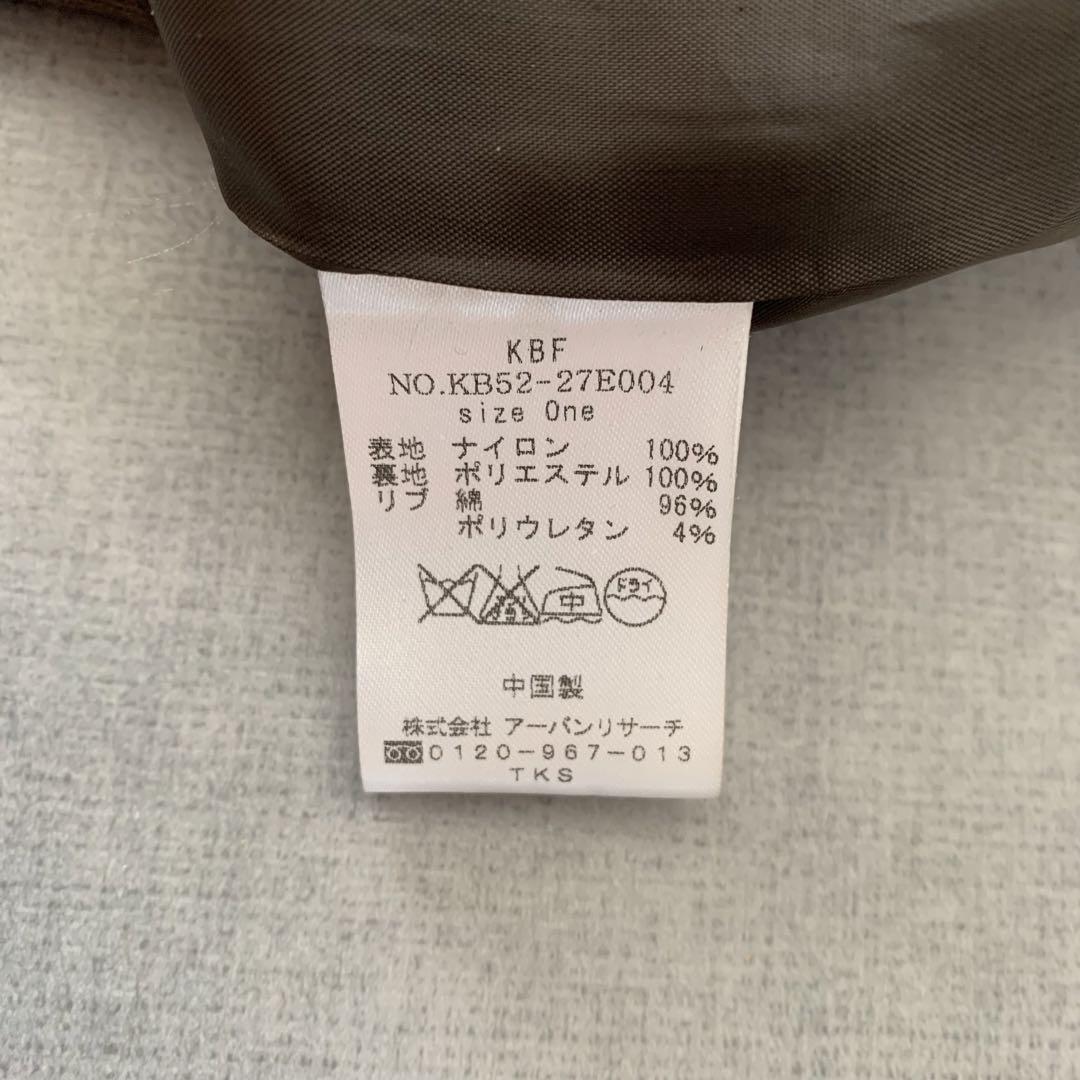 KBF
NO.KB52-27E004
size One
表地 ナイロン 100%
裏地 ポリエステル 100%
リブ 綿 96%
ポリウレタン 4%
中 ドライ
中国製
株式会社 アーバンリサーチ
0120-967-013
TKS